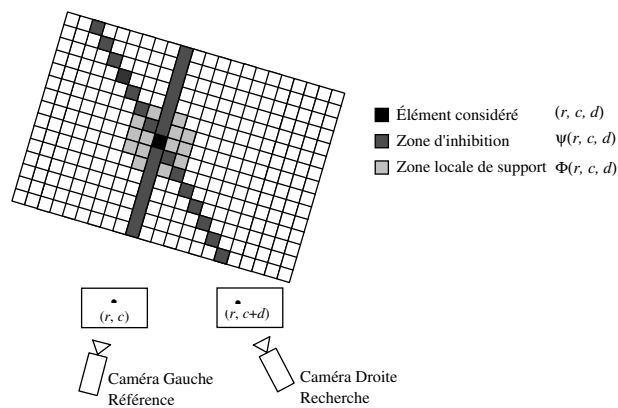 Élément considéré (r, c, d)
Zone d'inhibition Ψ(r, c, d)
Zone locale de support Φ(r, c, d)
(r, c)
(r, c+d)
Caméra Gauche
Référence
Caméra Droite
Recherche